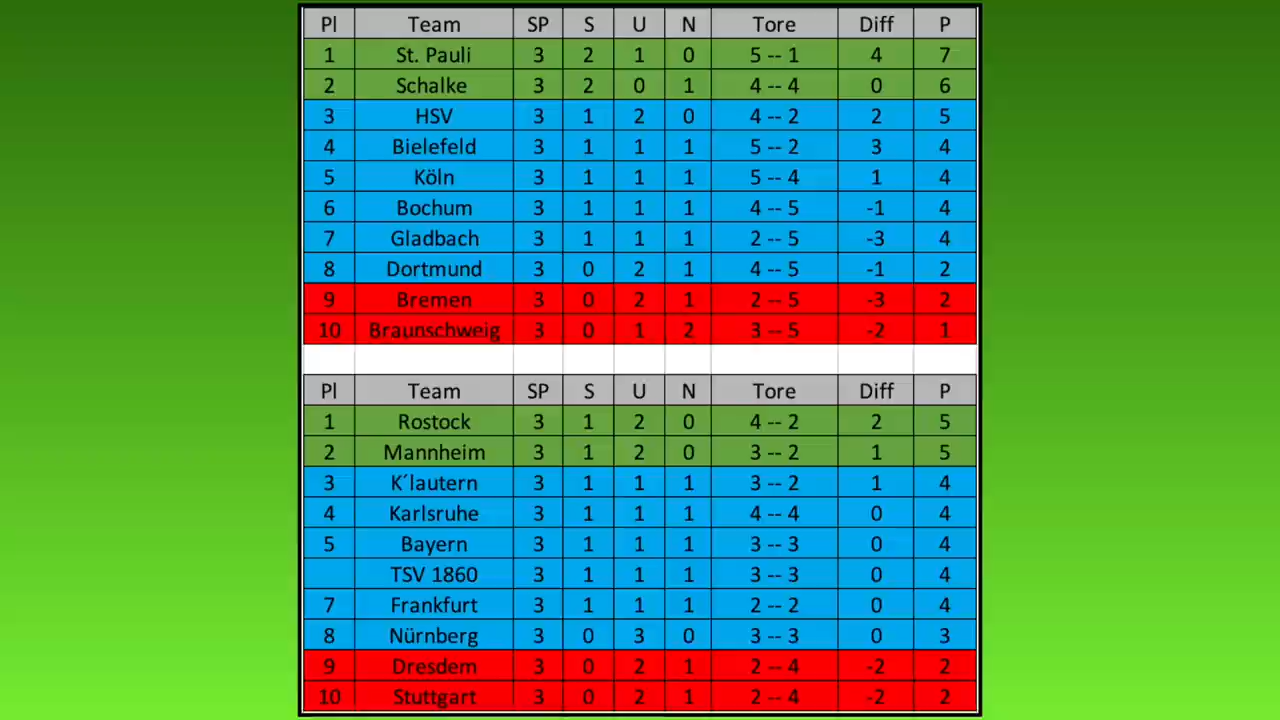 Pl Team SP S U N Tore Diff P
1 St. Pauli 3 2 1 0 5 -- 1 4 7
2 Schalke 3 2 0 1 4 -- 4 0 6
3 HSV 3 1 2 0 4 -- 2 2 5
4 Bielefeld 3 1 1 1 5 -- 2 3 4
5 Köln 3 1 1 1 5 -- 4 1 4
6 Bochum 3 1 1 1 4 -- 5 -1 4
7 Gladbach 3 1 1 1 2 -- 5 -3 4
8 Dortmund 3 0 2 1 4 -- 5 -1 2
9 Bremen 3 0 2 1 2 -- 5 -3 2
10 Braunschweig 3 0 1 2 3 -- 5 -2 1
Pl Team SP S U N Tore Diff P
1 Rostock 3 1 2 0 4 -- 2 2 5
2 Mannheim 3 1 2 0 3 -- 2 1 5
3 K´lautern 3 1 1 1 3 -- 2 1 4
4 Karlsruhe 3 1 1 1 4 -- 4 0 4
5 Bayern 3 1 1 1 3 -- 3 0 4
TSV 1860 3 1 1 1 3 -- 3 0 4
7 Frankfurt 3 1 1 1 2 -- 2 0 4
8 Nürnberg 3 0 3 0 3 -- 3 0 3
9 Dresdem 3 0 2 1 2 -- 4 -2 2
10 Stuttgart 3 0 2 1 2 -- 4 -2 2